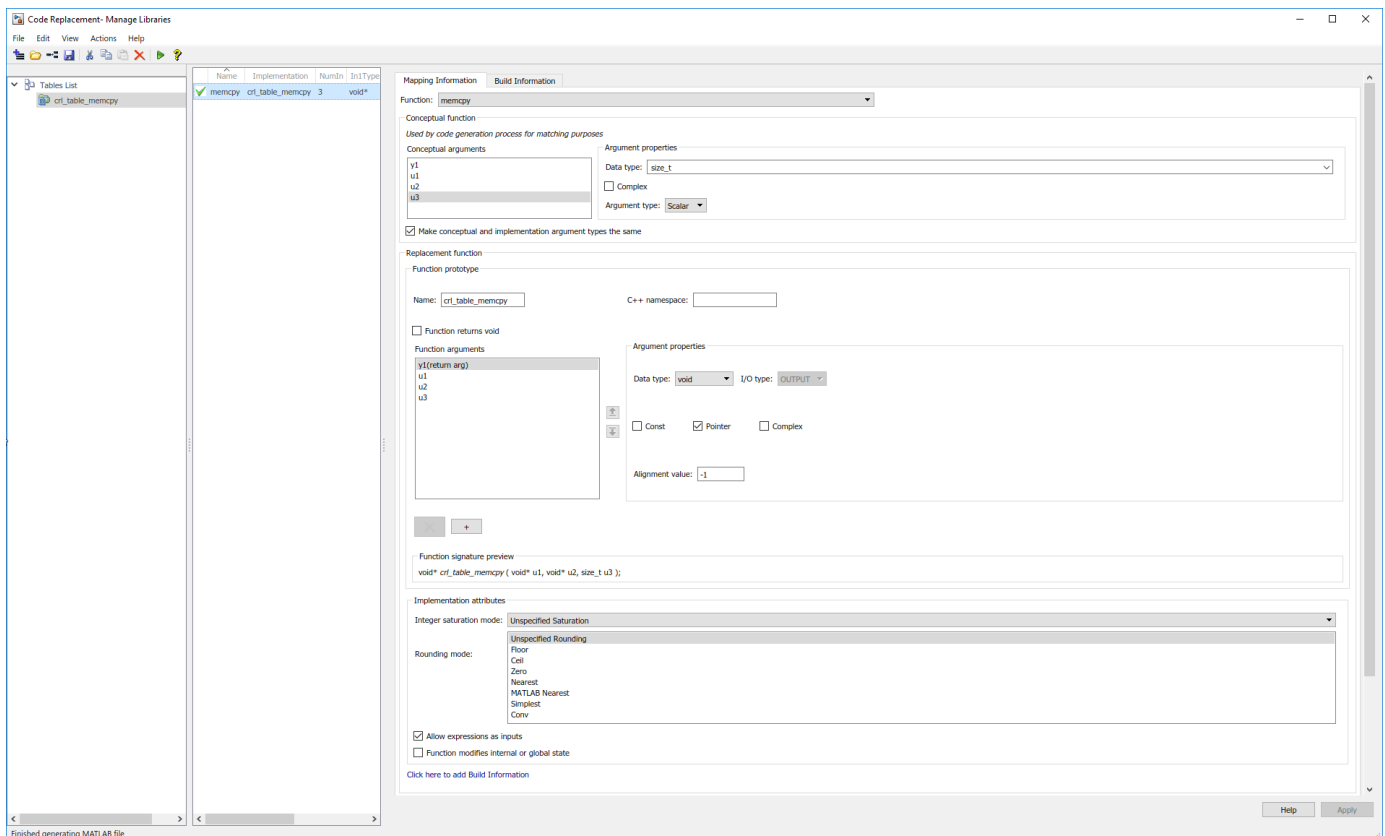 Code Replacement- Manage Libraries
File Edit View Actions Help
Tables List
crl_table_memcpy
Name Implementation NumIn In1Type
memcpy crl_table_memcpy 3 void*
Mapping Information Build Information
Function: memcpy
Conceptual function
Used by code generation process for matching purposes
Conceptual arguments
y1
u1
u2
u3
Argument properties
Data type: size_t
Complex
Argument type: Scalar
Make conceptual and implementation argument types the same
Replacement function
Function prototype
Name: crl_table_memcpy C++ namespace:
Function returns void
Function arguments
y1(return arg)
u1
u2
u3
Argument properties
Data type: void I/O type: OUTPUT
Const Pointer Complex
Alignment value: -1
+
Function signature preview
void* crl_table_memcpy ( void* u1, void* u2, size_t u3 );
Implementation attributes
Integer saturation mode: Unspecified Saturation
Rounding mode:
Unspecified Rounding
Floor
Ceil
Zero
Nearest
MATLAB Nearest
Simplest
Conv
Allow expressions as inputs
Function modifies internal or global state
Click here to add Build Information
Help Apply
Finished generating MATLAB file